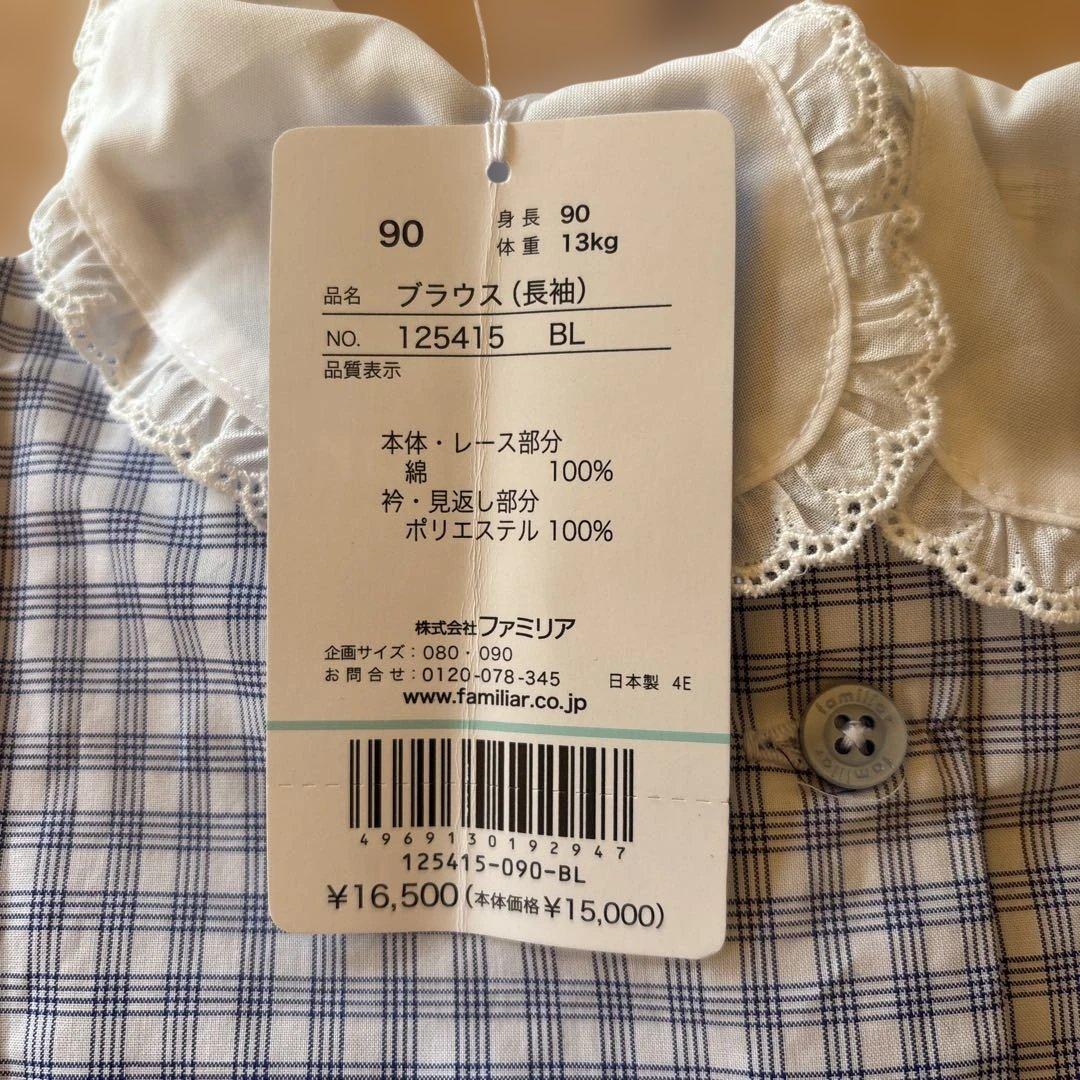 90
身長 90
体重 13kg
品名 ブラウス(長袖)
NO. 125415 BL
品質表示
本体・レース部分
綿 100%
衿・見返し部分
ポリエステル 100%
株式会社ファミリア
企画サイズ:080・090
お問合せ:0120-078-345 日本製 4E
www.familiar.co.jp
4969130192947
125415-090-BL
¥16,500(本体価格¥15,000)
familiar
familiar